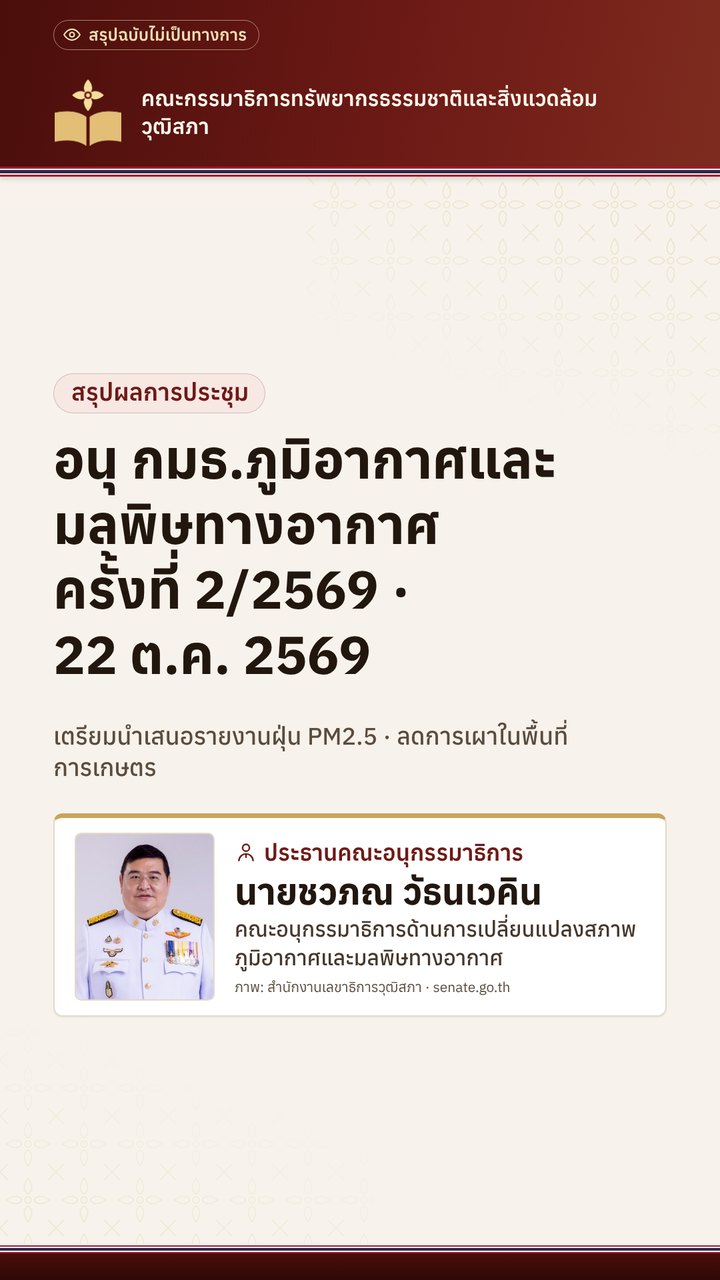 สรุปฉบับไม่เป็นทางการ
คณะกรรมาธิการทรัพยากรธรรมชาติและสิ่งแวดล้อม
วุฒิสภา
สรุปผลการประชุม
อนุ กมธ.ภูมิอากาศและ
มลพิษทางอากาศ
ครั้งที่ 2/2569 ·
22 ต.ค. 2569
เตรียมนำเสนอรายงานฝุ่น PM2.5 · ลดการเผาในพื้นที่
การเกษตร
ประธานคณะอนุกรรมาธิการ
นายชวภณ วัธนเวคิน
คณะอนุกรรมาธิการด้านการเปลี่ยนแปลงสภาพ
ภูมิอากาศและมลพิษทางอากาศ
ภาพ: สำนักงานเลขาธิการวุฒิสภา · senate.go.th